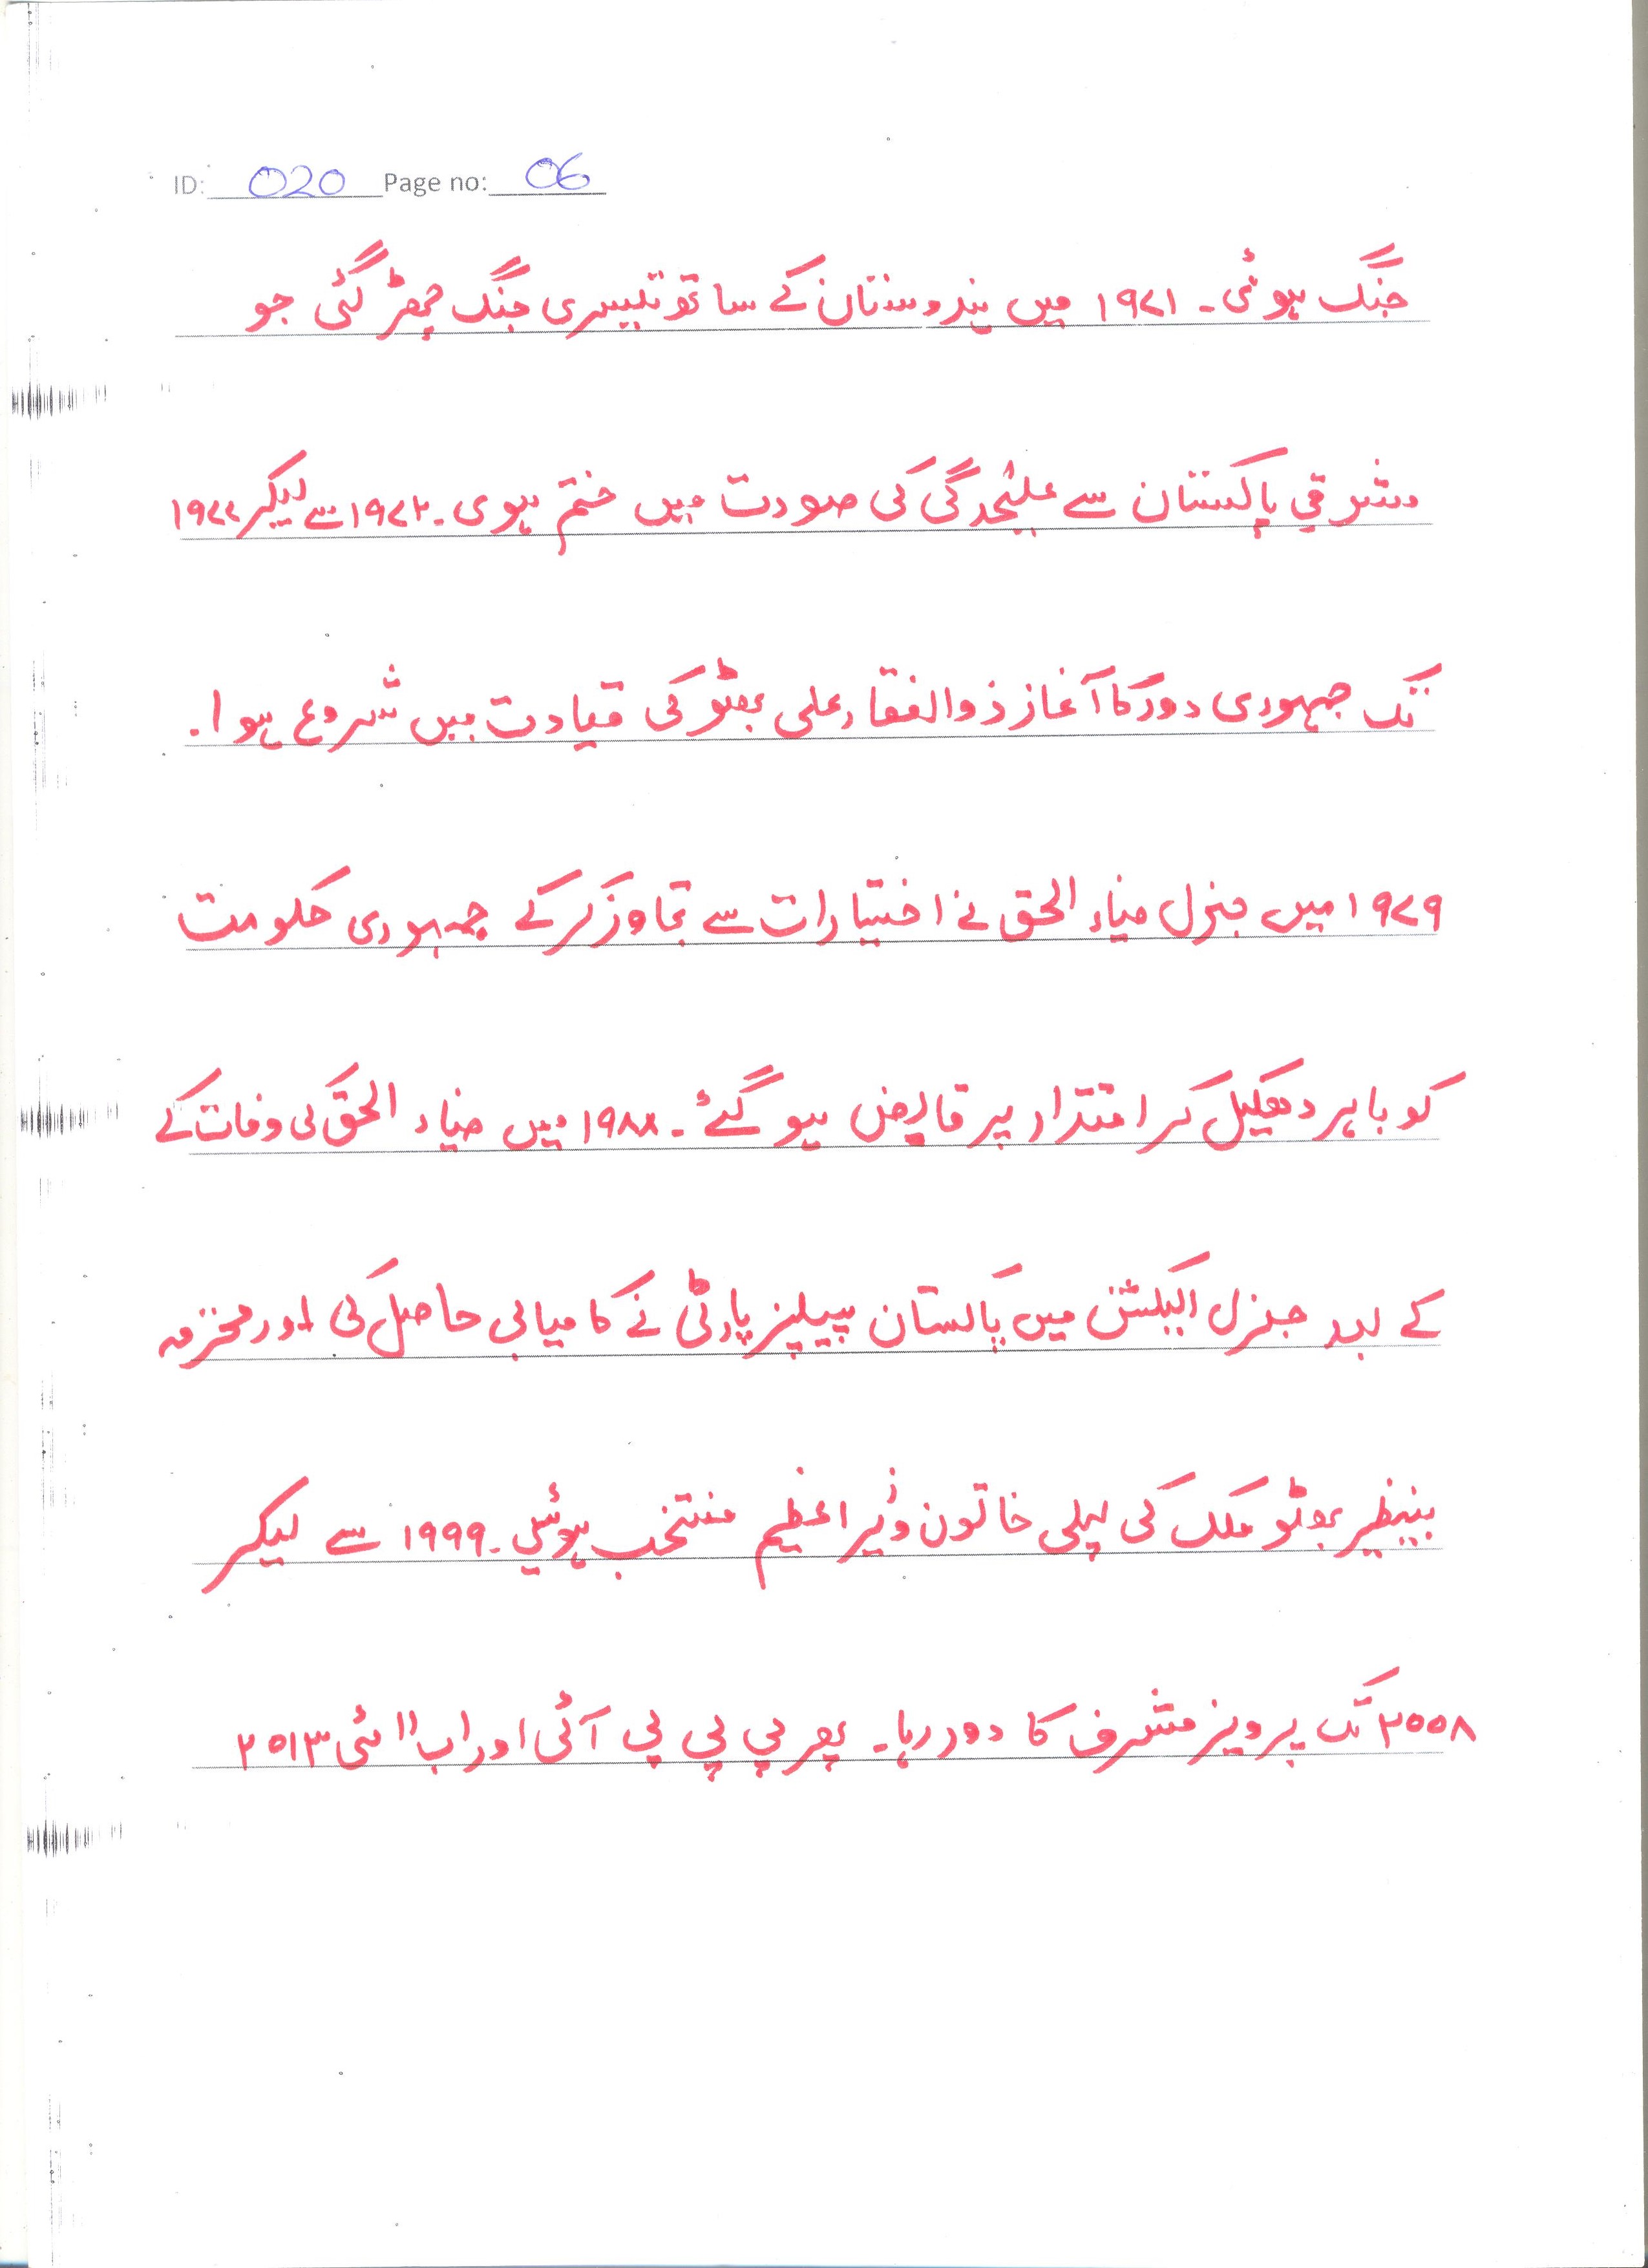 ID: 020 Page no: 06
جنگ ہوئی۔ ۱۹۷۱ میں ہندوستان کے ساتھ تیسری جنگ چھڑ گئی جو
مشرقی پاکستان سے علیٰحدگی کی صورت میں ختم ہوی۔ ۱۹۷۲ سے لیکر ۱۹۷۷
تک جمہوری دور کا آغاز ذوالفقار علی بھٹو کی قیادت میں شروع ہوا۔
۱۹۷۹ میں جنرل ضیاء الحق نے اختیارات سے تجاوز کرکے جمہوری حکومت
کو باہر دھکیل کر اقتدار پر قابض ہو گئے۔ ۱۹۸۸ میں ضیاء الحق کی وفات کے
کے بعد جنرل الیکشن میں پاکستان پیپلز پارٹی نے کامیابی حاصل کی اور محترمہ
بینظیر بھٹو ملک کی پہلی خاتون وزیر اعظیم منتخب ہوئیں۔ ۱۹۹۹ سے لیکر
۲۰۰۸ تک پرویز مشرف کا دور رہا۔ پھر پی پی پی آئی اور اب ۱۱ مئی ۲۰۱۳